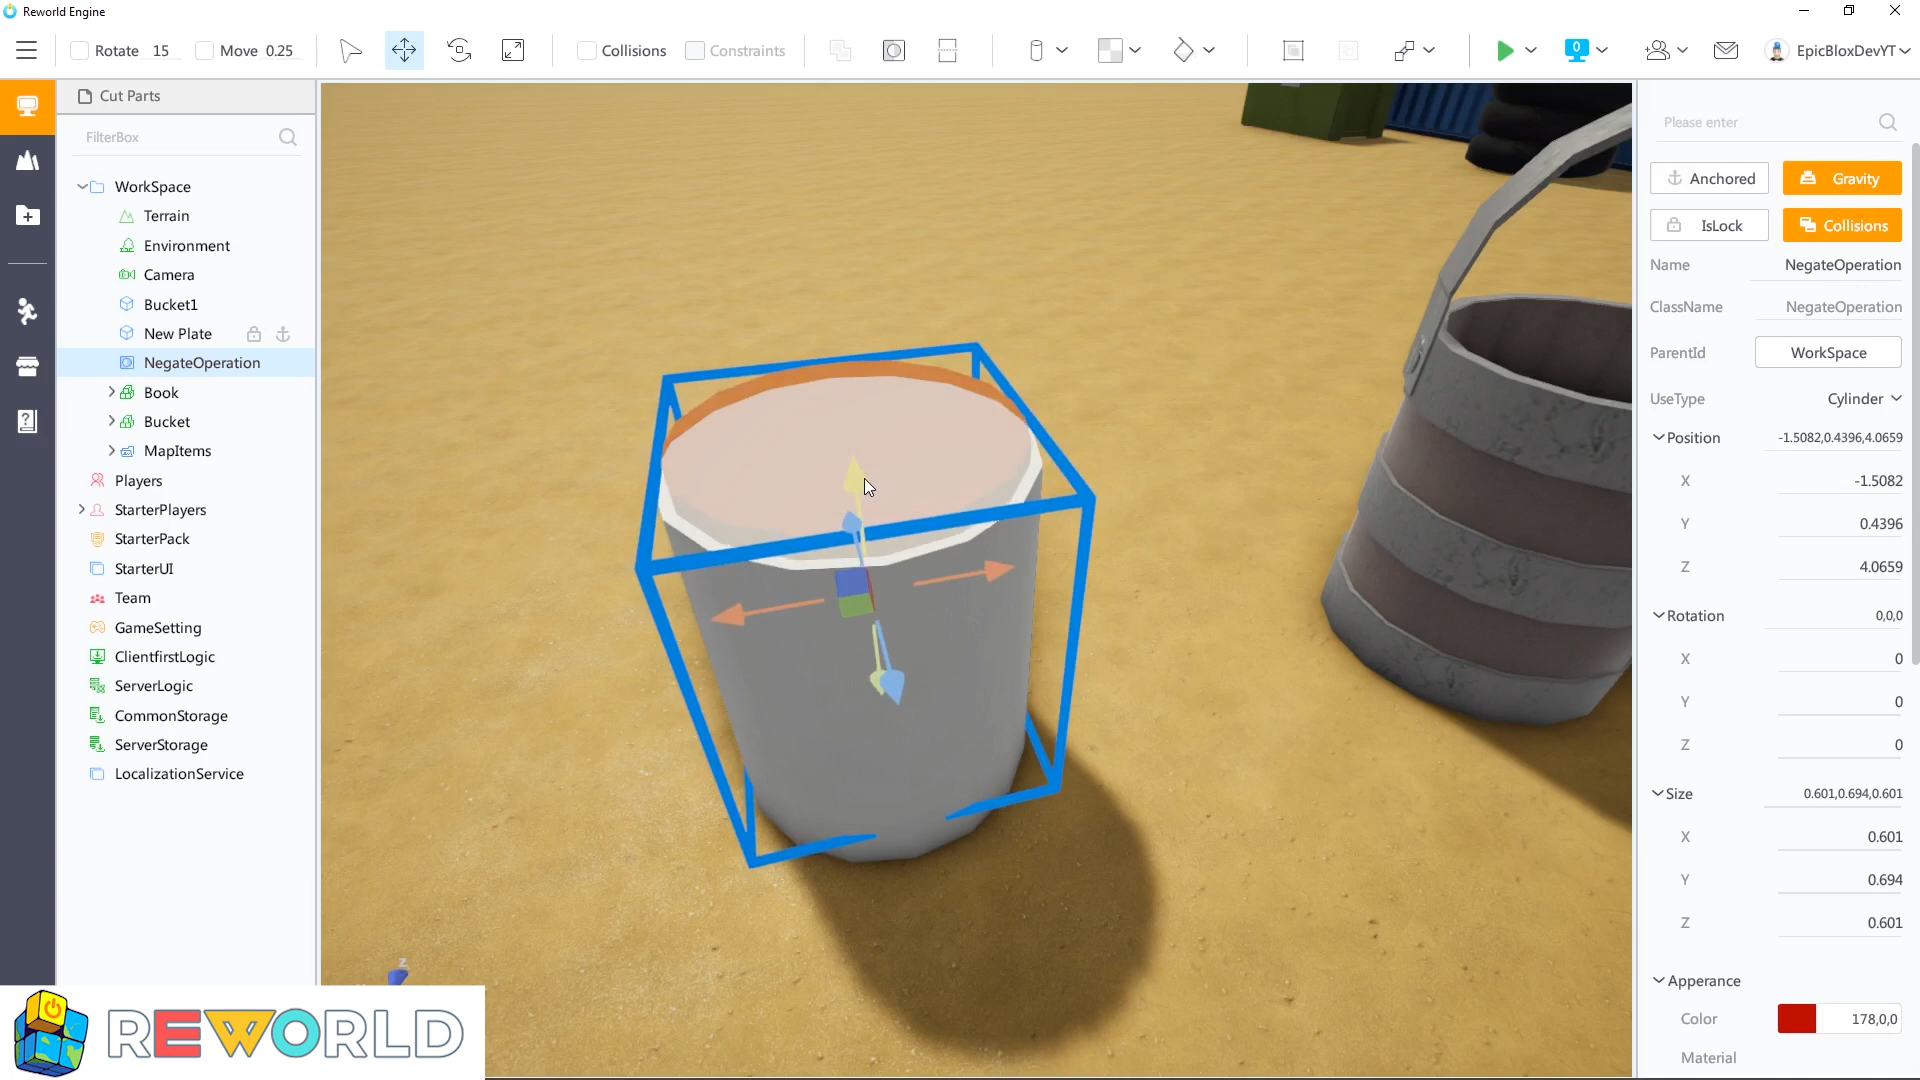 Reworld Engine
Rotate 15 Move 0.25 Collisions Constraints 0 EpicBloxDevYT
Cut Parts
FilterBox
WorkSpace
Terrain
Environment
Camera
Bucket1
New Plate
NegateOperation
Book
Bucket
MapItems
Players
StarterPlayers
StarterPack
StarterUI
Team
GameSetting
ClientfirstLogic
ServerLogic
CommonStorage
ServerStorage
LocalizationService
Z
REWORLD
Please enter
Anchored Gravity
IsLock Collisions
Name NegateOperation
ClassName NegateOperation
ParentId WorkSpace
UseType Cylinder
Position -1.5082,0.4396,4.0659
X -1.5082
Y 0.4396
Z 4.0659
Rotation 0,0,0
X 0
Y 0
Z 0
Size 0.601,0.694,0.601
X 0.601
Y 0.694
Z 0.601
Apperance
Color 178,0,0
Material